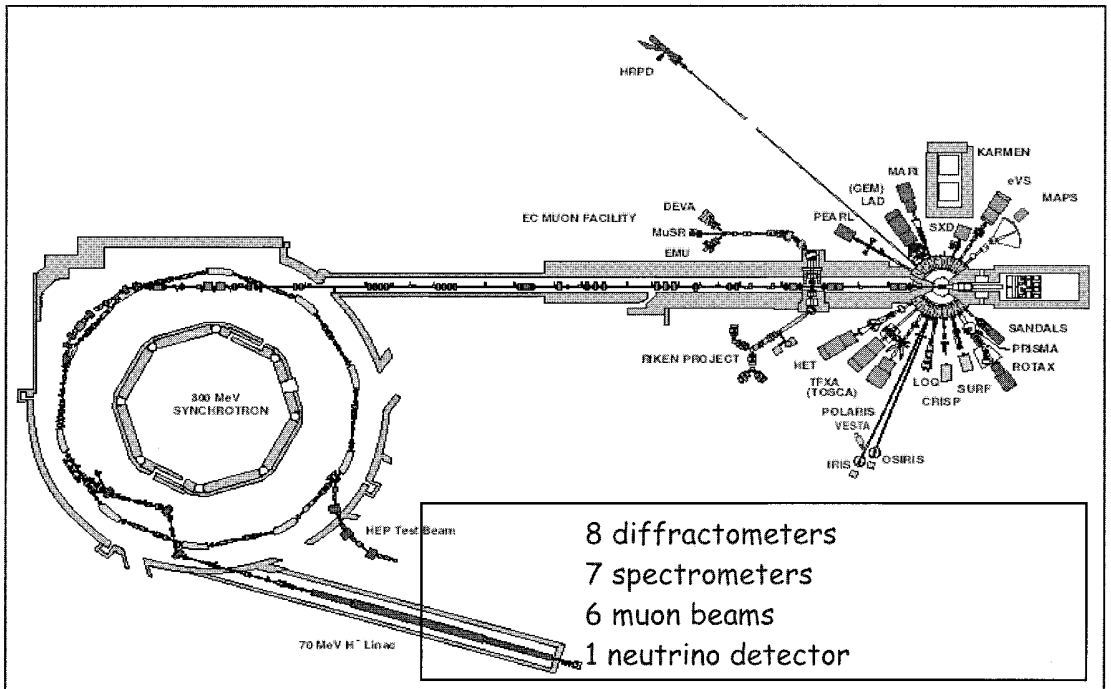 HRPD
KARMEN
MARI
(GEM)
LAD
eVS
MAPS
DEVA
EC MUON FACILITY
MuSR
EMU
PEARL
SXD
SANDALS
PRISMA
ROTAX
RIKEN PROJECT
HET
TFXA
(TOSCA)
LOQ
SURF
CRISP
POLARIS
VESTA
IRIS
OSIRIS
800 MeV
SYNCHROTRON
HEP Test Beam
70 MeV H⁻ Linac
8 diffractometers
7 spectrometers
6 muon beams
1 neutrino detector